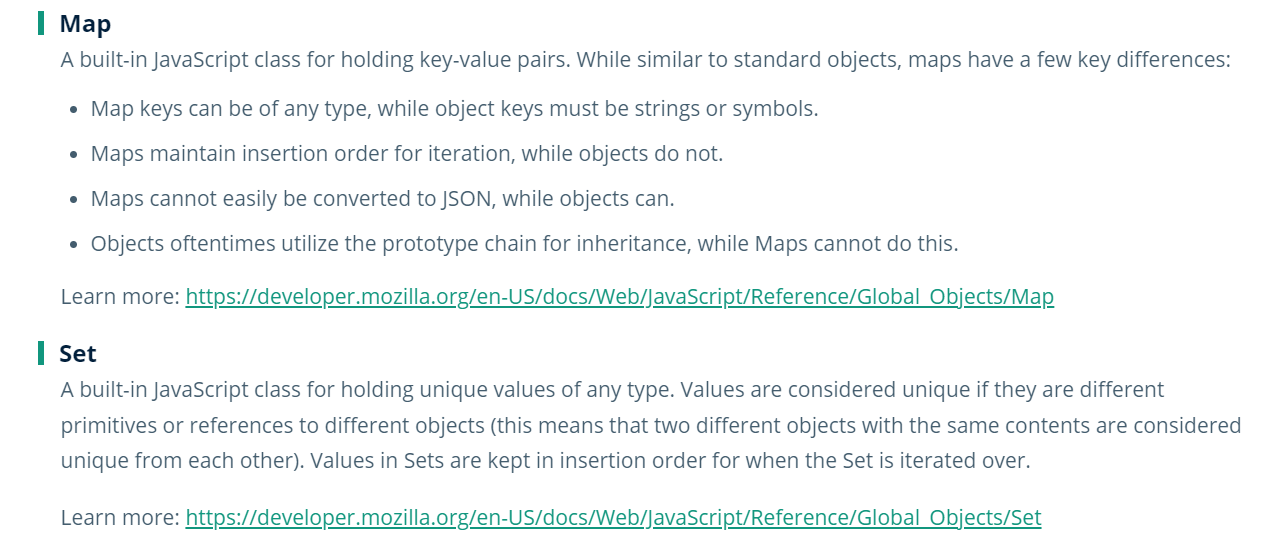 Map
A built-in JavaScript class for holding key-value pairs. While similar to standard objects, maps have a few key differences:
• Map keys can be of any type, while object keys must be strings or symbols.
• Maps maintain insertion order for iteration, while objects do not.
• Maps cannot easily be converted to JSON, while objects can.
• Objects oftentimes utilize the prototype chain for inheritance, while Maps cannot do this.
Learn more: https://developer.mozilla.org/en-US/docs/Web/JavaScript/Reference/Global_Objects/Map
Set
A built-in JavaScript class for holding unique values of any type. Values are considered unique if they are different
primitives or references to different objects (this means that two different objects with the same contents are considered
unique from each other). Values in Sets are kept in insertion order for when the Set is iterated over.
Learn more: https://developer.mozilla.org/en-US/docs/Web/JavaScript/Reference/Global_Objects/Set